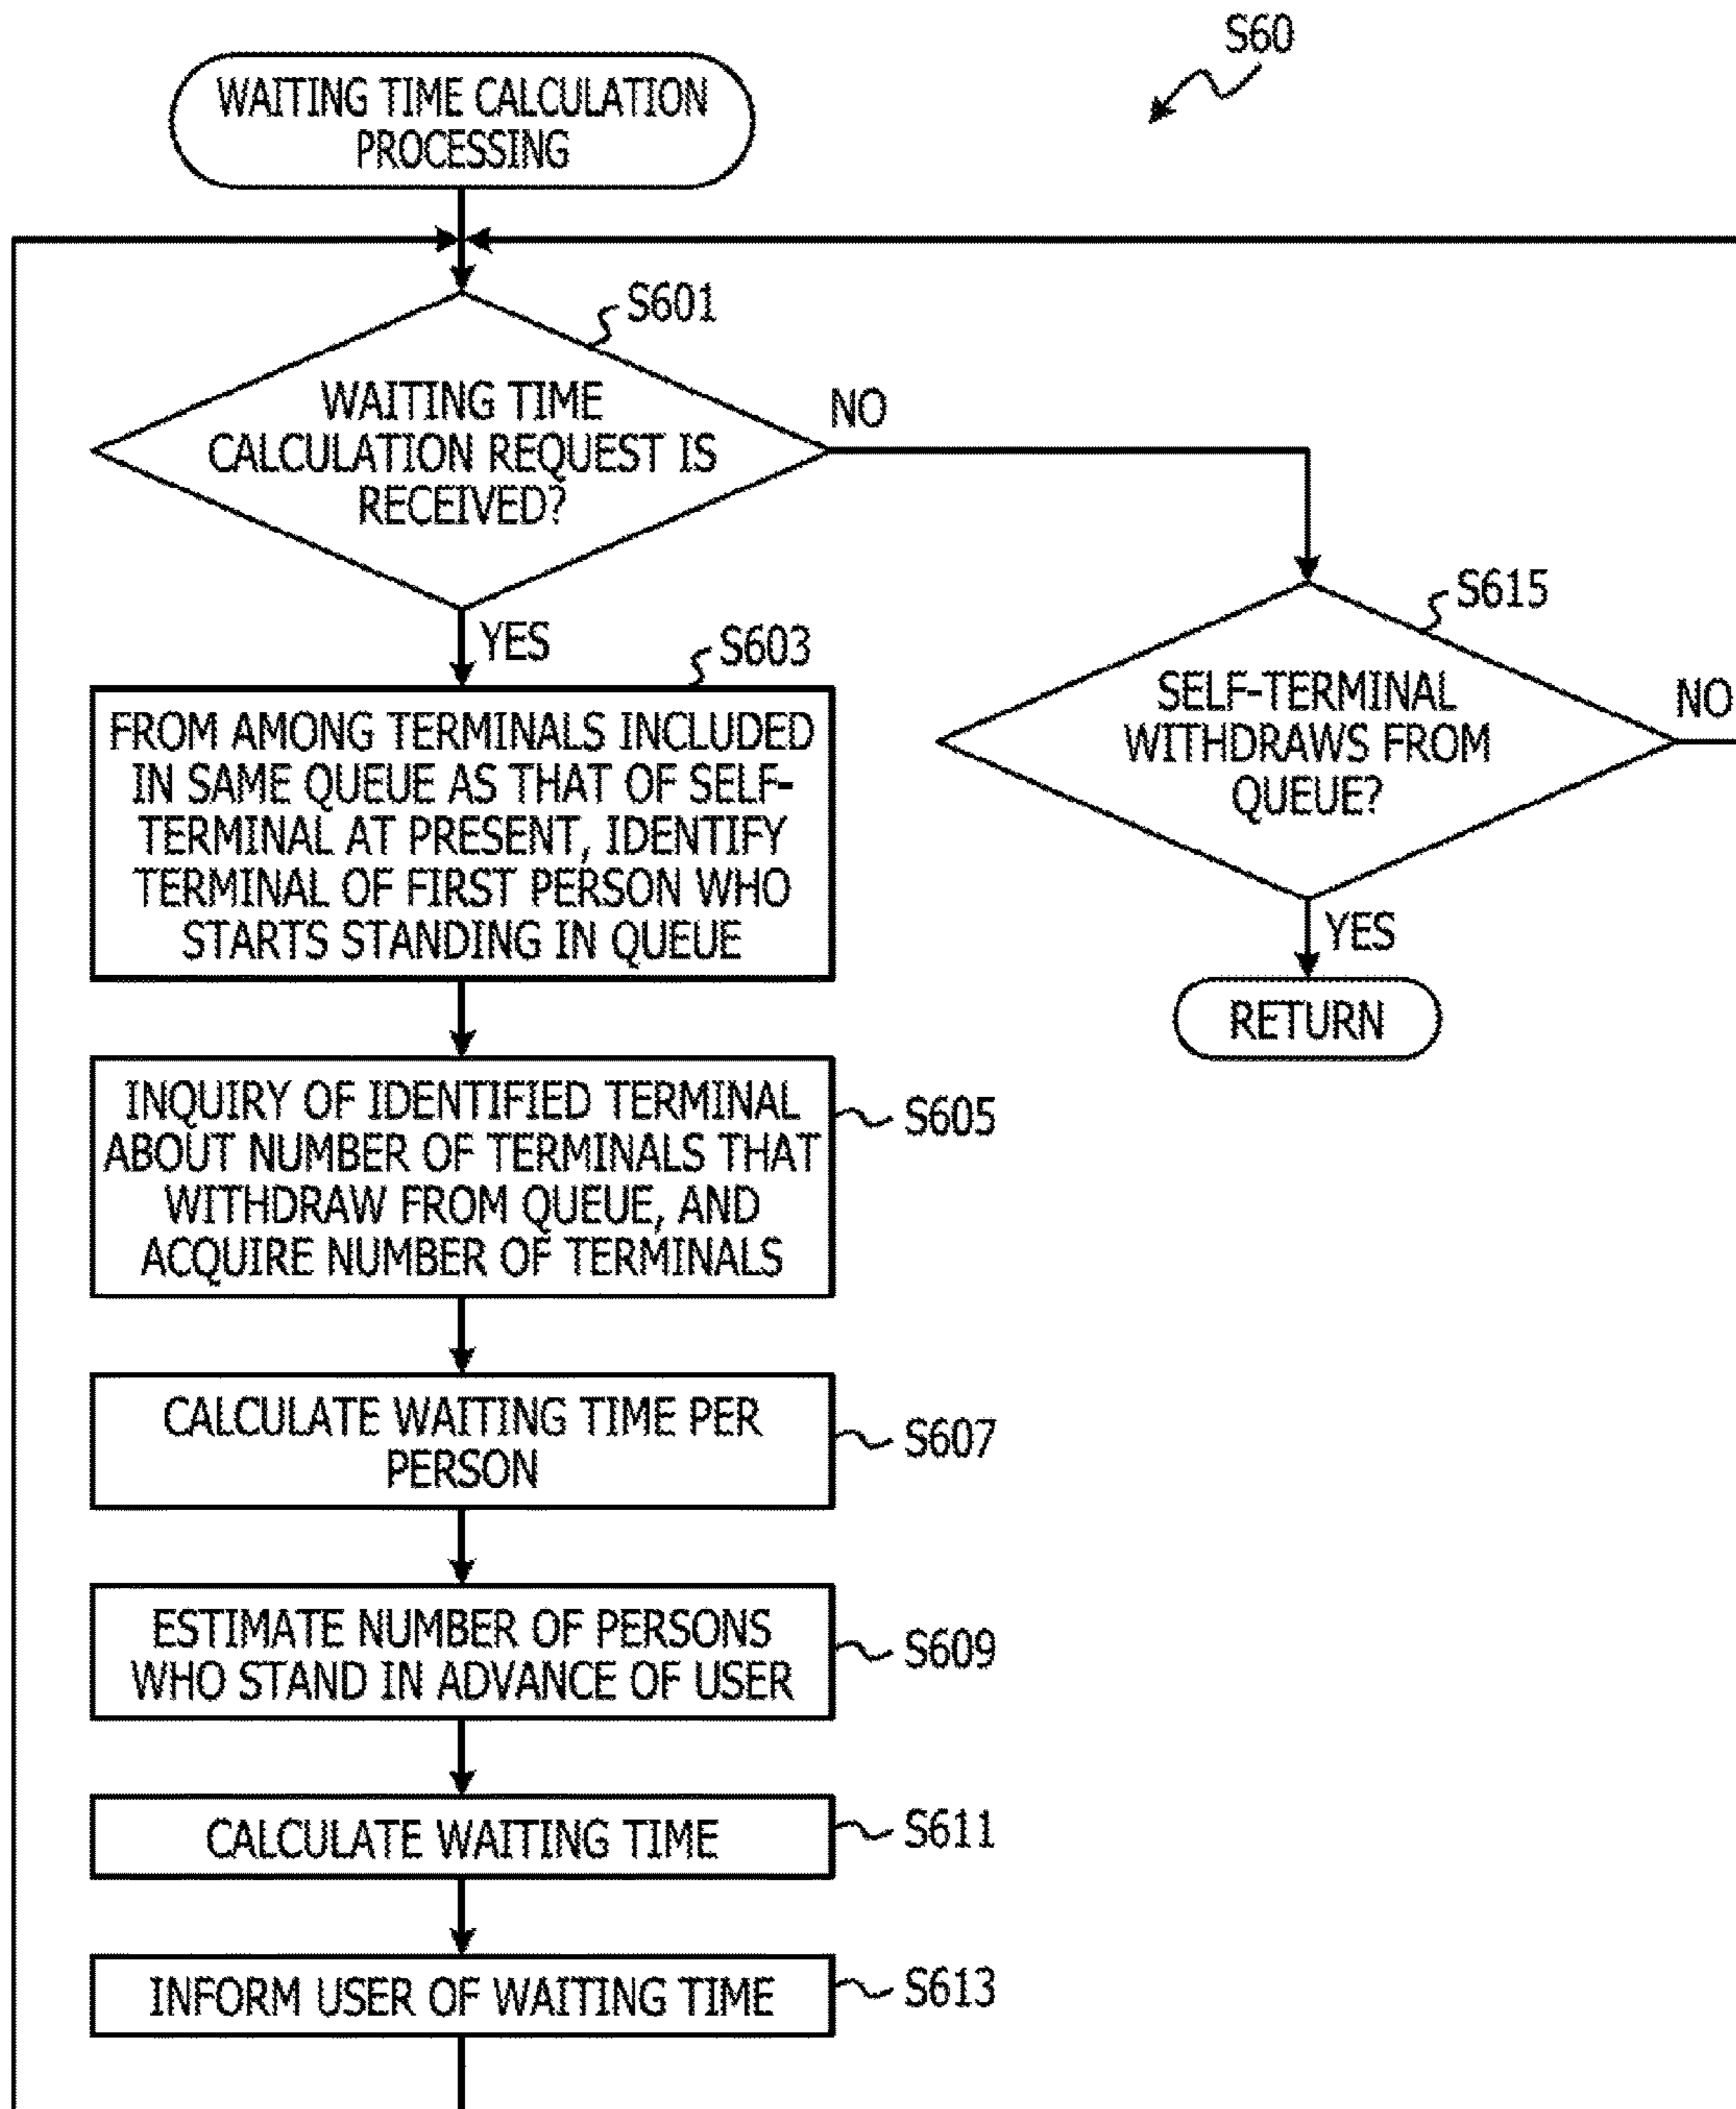 S60
WAITING TIME CALCULATION
PROCESSING
S601
WAITING TIME
CALCULATION REQUEST IS
RECEIVED?
NO
YES
S615
SELF-TERMINAL
WITHDRAWS FROM
QUEUE?
NO
YES
RETURN
S603
FROM AMONG TERMINALS INCLUDED
IN SAME QUEUE AS THAT OF SELF-
TERMINAL AT PRESENT, IDENTIFY
TERMINAL OF FIRST PERSON WHO
STARTS STANDING IN QUEUE
INQUIRY OF IDENTIFIED TERMINAL
ABOUT NUMBER OF TERMINALS THAT
WITHDRAW FROM QUEUE, AND
ACQUIRE NUMBER OF TERMINALS
S605
CALCULATE WAITING TIME PER
PERSON
S607
ESTIMATE NUMBER OF PERSONS
WHO STAND IN ADVANCE OF USER
S609
CALCULATE WAITING TIME
S611
INFORM USER OF WAITING TIME
S613